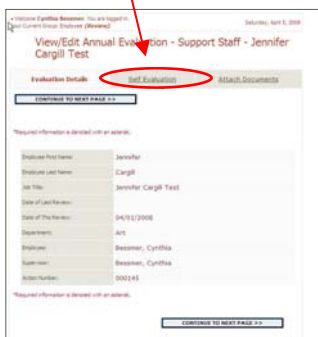 Welcome Cynthia Bessmer. You are logged in.
Your Current Group: Employee (Review)
Saturday, April 5, 2008
View/Edit Annual Evaluation - Support Staff - Jennifer
Cargill Test
Evaluation Details Self Evaluation Attach Documents
CONTINUE TO NEXT PAGE >>
*Required information is denoted with an asterisk.
Employee First Name: Jennifer
Employee Last Name: Cargill
Job Title: Jennifer Cargill Test
Date of Last Review:
Date of This Review: 04/01/2008
Department: Art
Employee: Bessmer, Cynthia
Supervisor: Bessmer, Cynthia
Action Number: 000145
*Required information is denoted with an asterisk.
CONTINUE TO NEXT PAGE >>